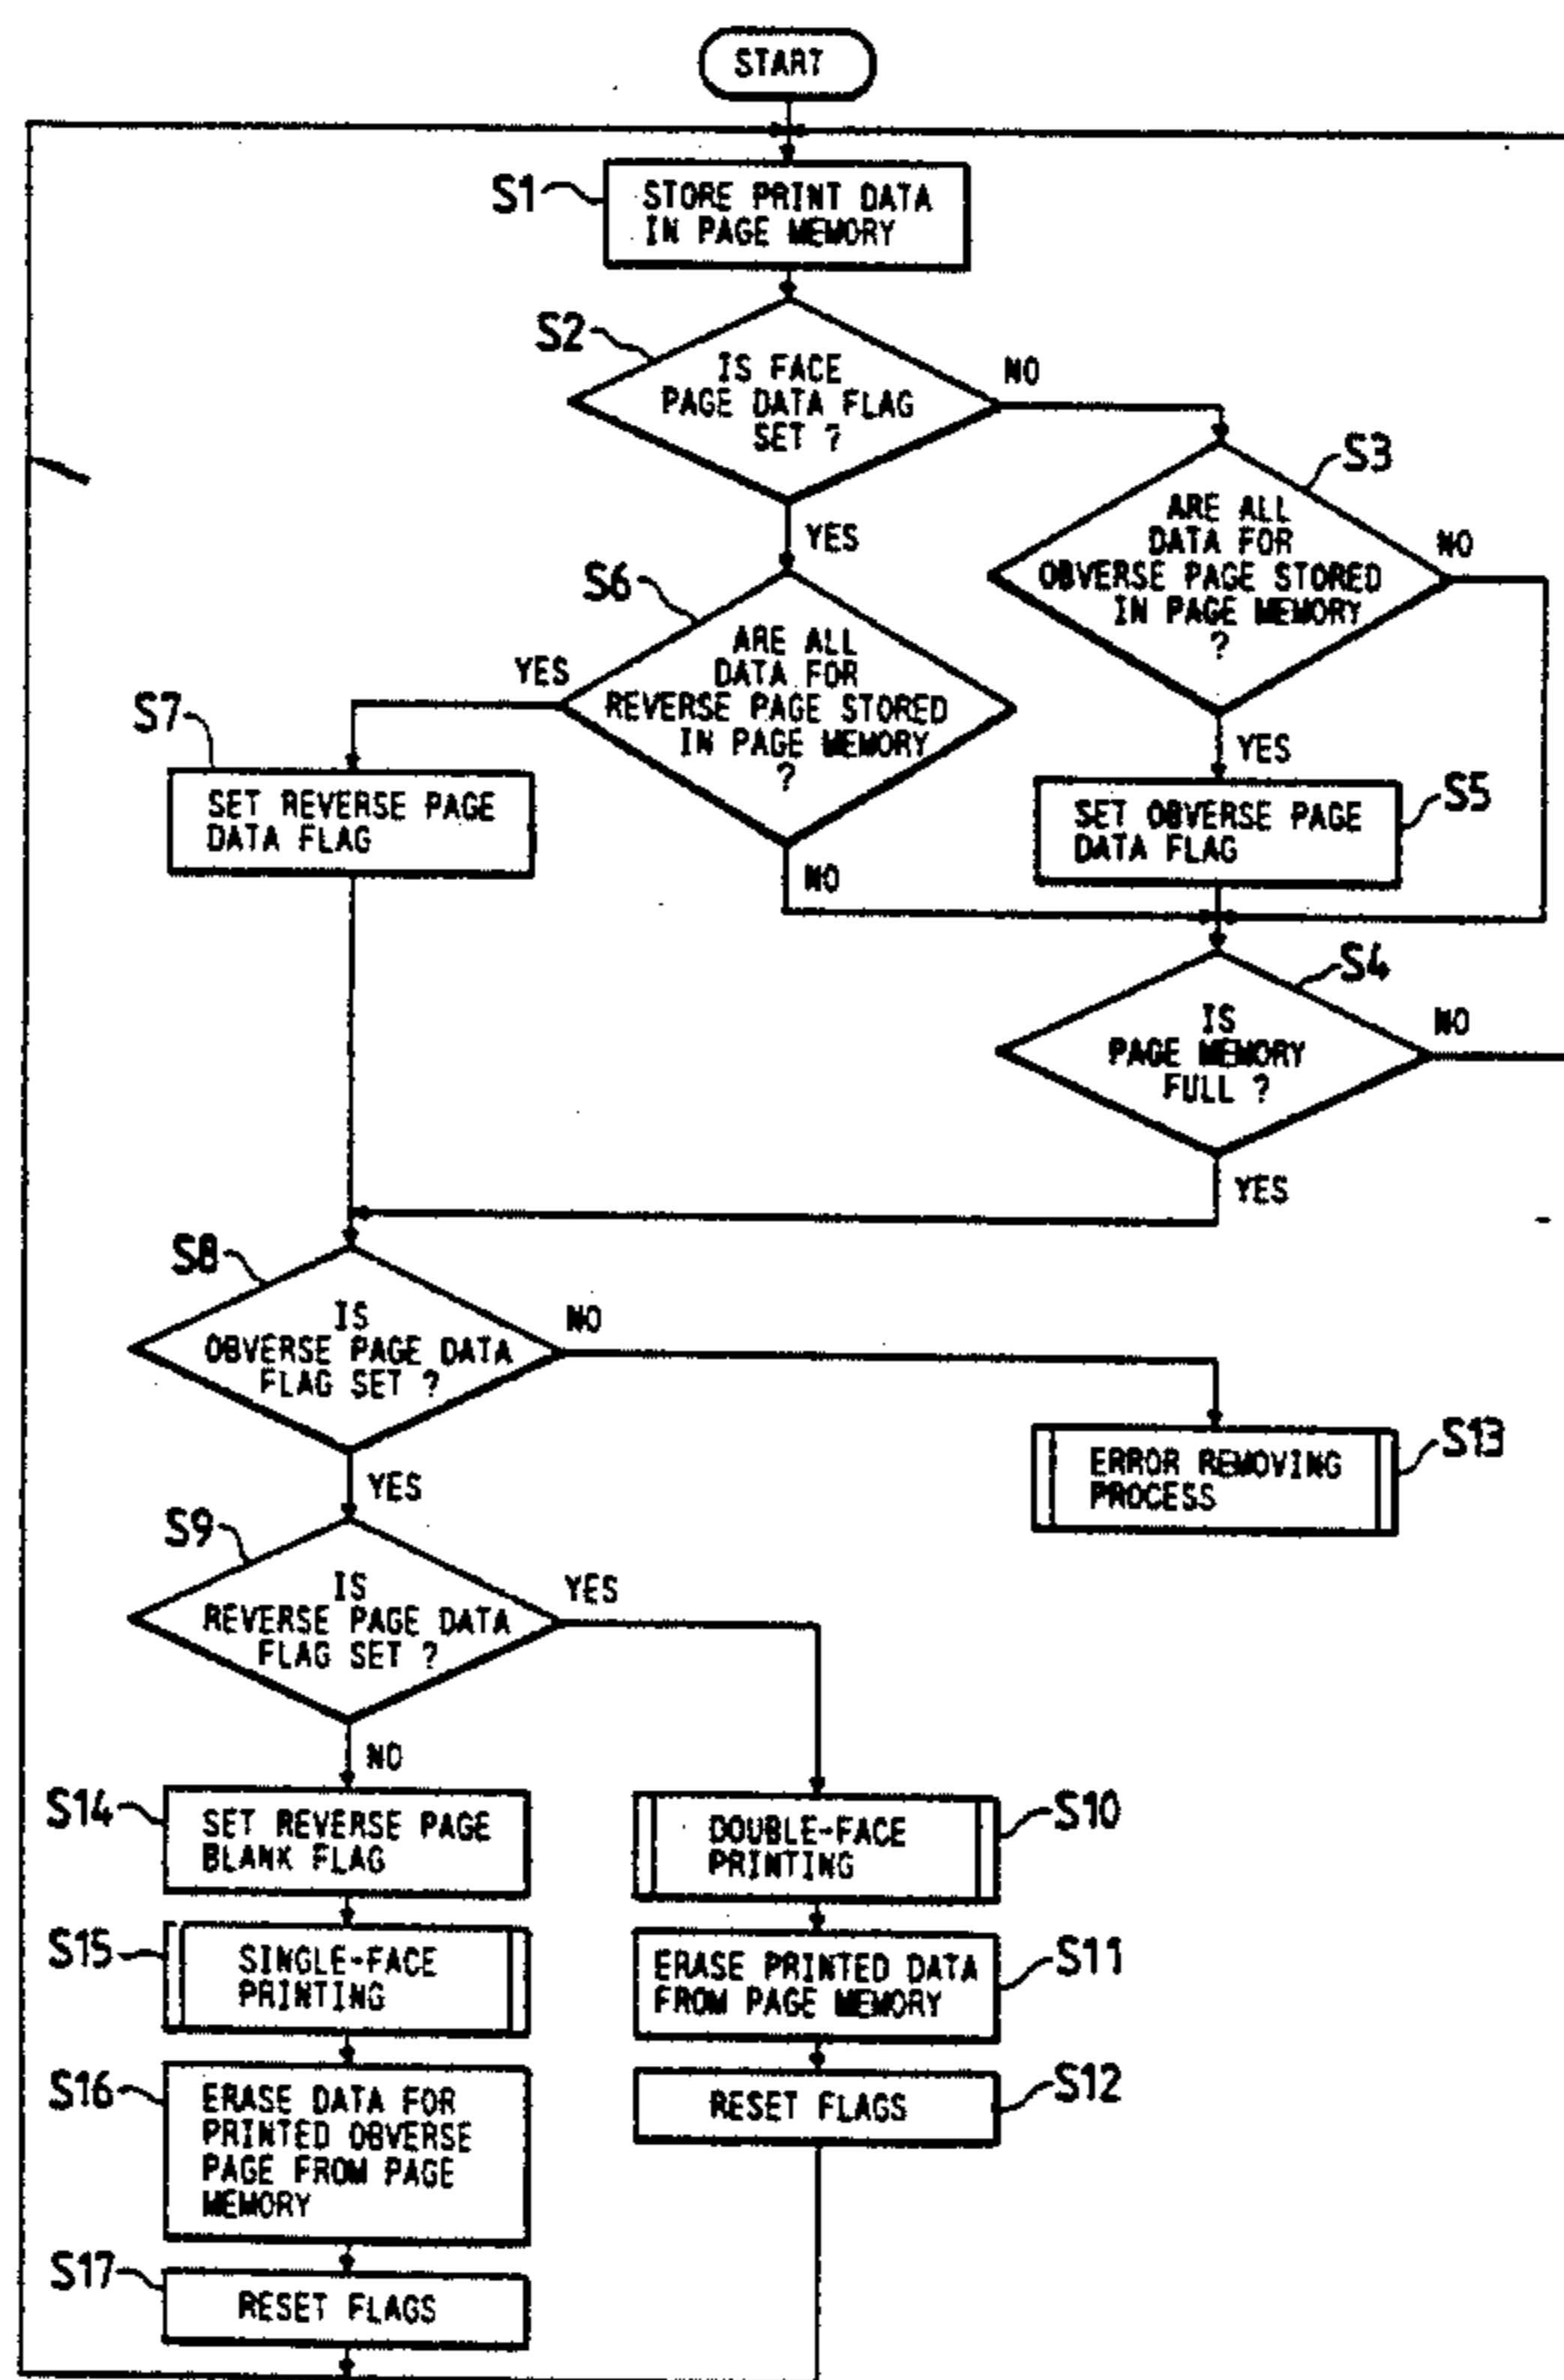 START
S1
STORE PRINT DATA
IN PAGE MEMORY
S2
IS FACE
PAGE DATA FLAG
SET ?
NO
YES
S3
ARE ALL
DATA FOR
OBVERSE PAGE STORED
IN PAGE MEMORY
?
NO
YES
S6
ARE ALL
DATA FOR
REVERSE PAGE STORED
IN PAGE MEMORY
?
YES
NO
S7
SET REVERSE PAGE
DATA FLAG
SET OBVERSE PAGE
DATA FLAG
S5
S4
IS
PAGE MEMORY
FULL ?
NO
YES
S8
IS
OBVERSE PAGE DATA
FLAG SET ?
NO
YES
ERROR REMOVING
PROCESS
S13
S9
IS
REVERSE PAGE DATA
FLAG SET ?
YES
NO
S14
SET REVERSE PAGE
BLANK FLAG
DOUBLE-FACE
PRINTING
S10
S15
SINGLE-FACE
PRINTING
ERASE PRINTED DATA
FROM PAGE MEMORY
S11
S16
ERASE DATA FOR
PRINTED OBVERSE
PAGE FROM PAGE
MEMORY
RESET FLAGS
S12
S17
RESET FLAGS